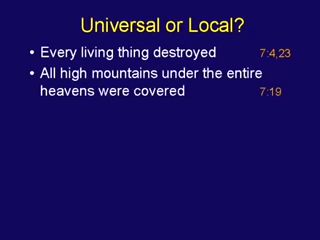 Universal or Local?
• Every living thing destroyed 7:4,23
• All high mountains under the entire
heavens were covered 7:19